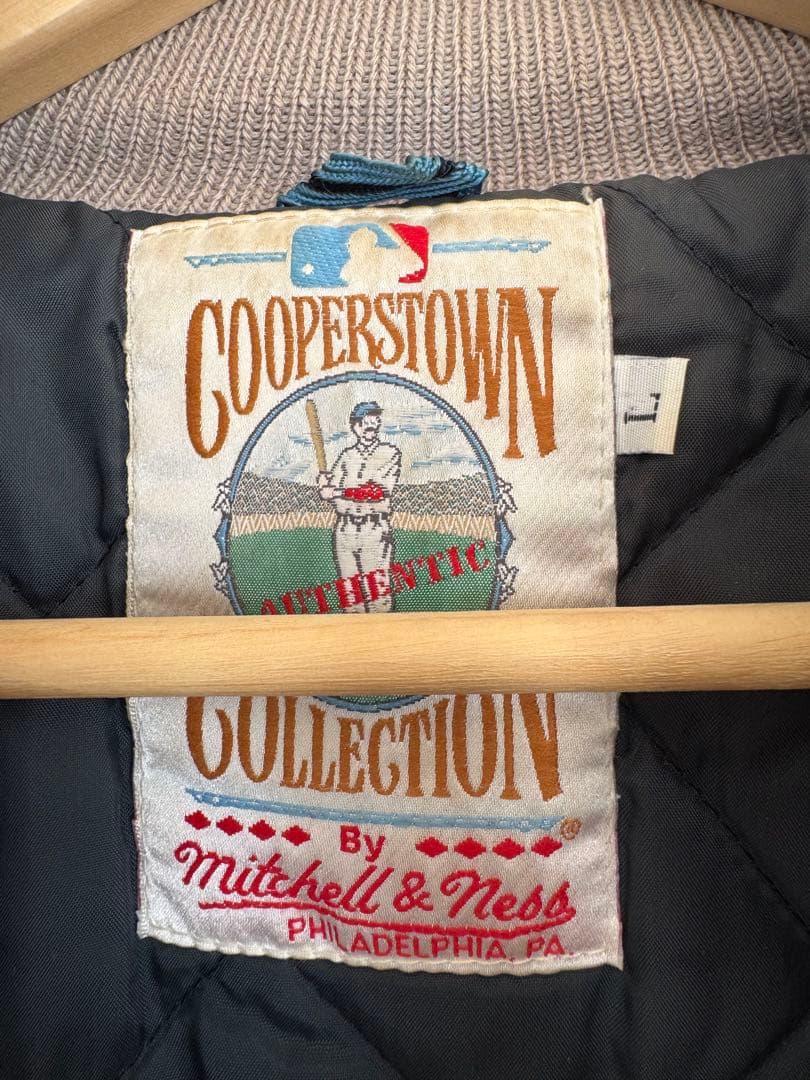 COOPERSTOWN
L
AUTHENTIC
COLLECTION
®
By
Mitchell & Ness
PHILADELPHIA, PA.